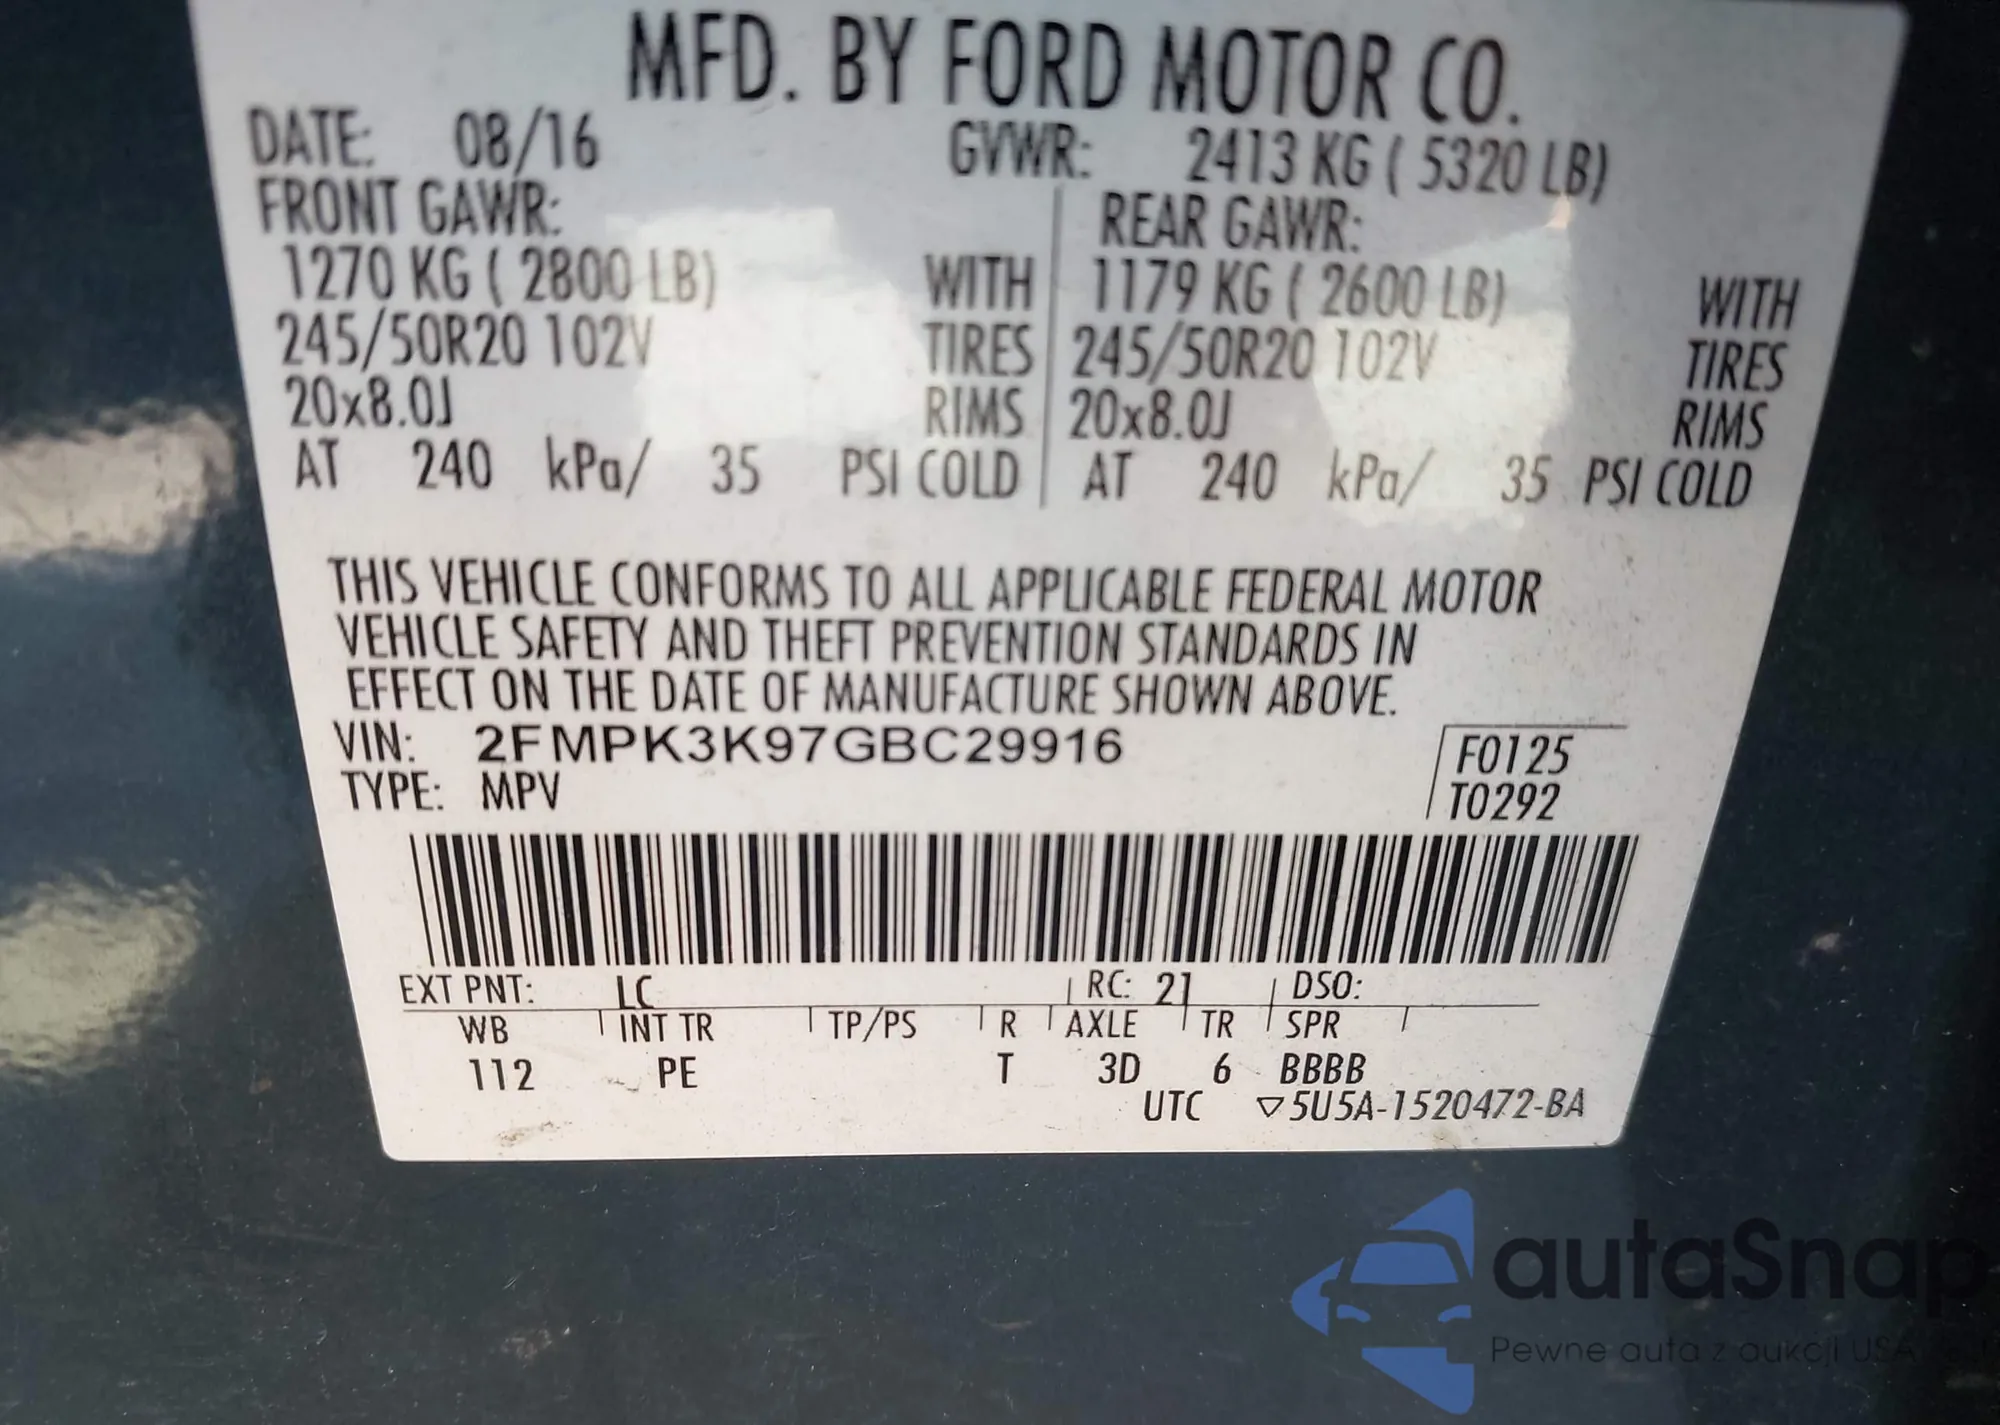 MFD. BY FORD MOTOR CO.
DATE: 08/16 GVWR: 2413 KG ( 5320 LB)
FRONT GAWR: REAR GAWR:
1270 KG ( 2800 LB) WITH 1179 KG ( 2600 LB) WITH
245/50R20 102V TIRES 245/50R20 102V TIRES
20x8.0J RIMS 20x8.0J RIMS
AT 240 kPa/ 35 PSI COLD AT 240 kPa/ 35 PSI COLD
THIS VEHICLE CONFORMS TO ALL APPLICABLE FEDERAL MOTOR
VEHICLE SAFETY AND THEFT PREVENTION STANDARDS IN
EFFECT ON THE DATE OF MANUFACTURE SHOWN ABOVE.
VIN: 2FMPK3K97GBC29916 F0125
TYPE: MPV T0292
EXT PNT: LC RC: 21 DSO:
WB INT TR TP/PS R AXLE TR SPR
112 PE T 3D 6 BBBB
UTC ▽5U5A-1520472-BA
autaSnap
Pewne auta z aukcji USA